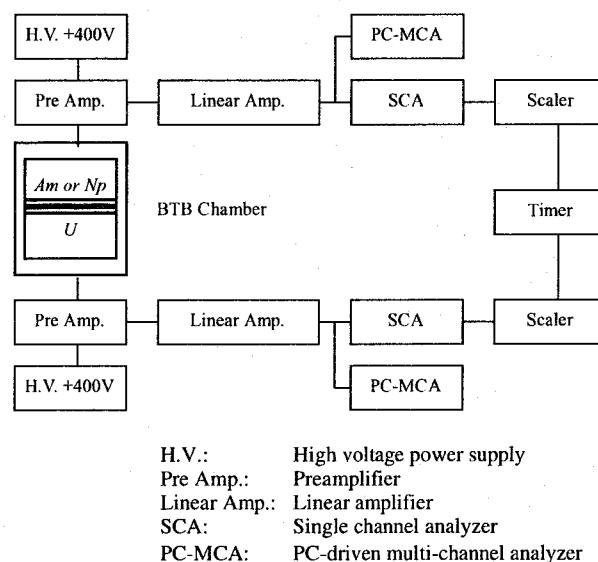 H.V. +400V
PC-MCA
Pre Amp.
Linear Amp.
SCA
Scaler
Am or Np
U
BTB Chamber
Timer
Pre Amp.
Linear Amp.
SCA
Scaler
H.V. +400V
PC-MCA
H.V.: High voltage power supply
Pre Amp.: Preamplifier
Linear Amp.: Linear amplifier
SCA: Single channel analyzer
PC-MCA: PC-driven multi-channel analyzer